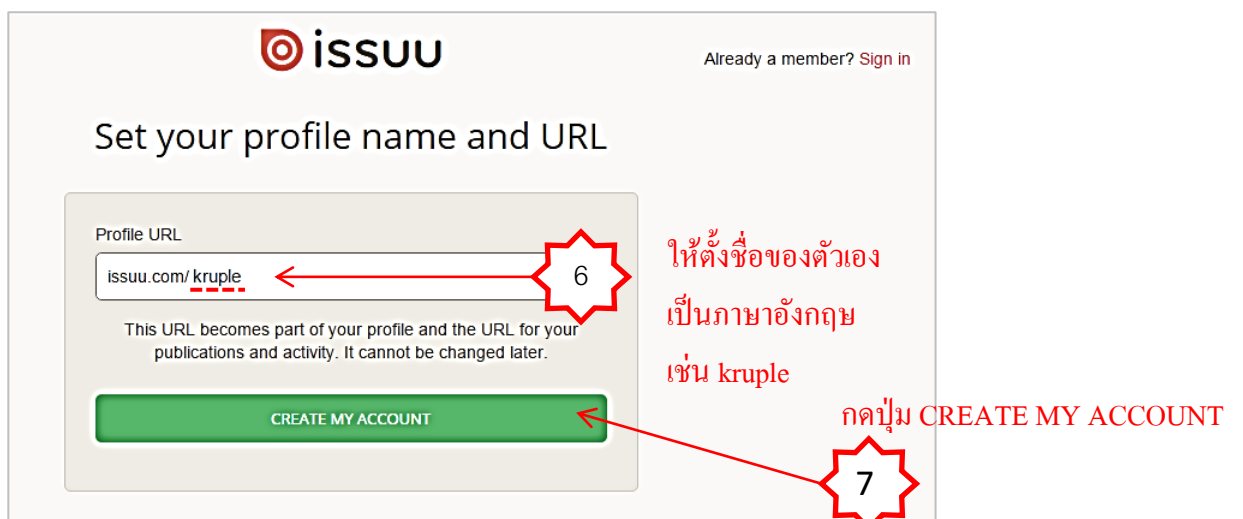 issuu
Already a member? Sign in
Set your profile name and URL
Profile URL
issuu.com/ kruple
6
ให้ตั้งชื่อของตัวเอง
เป็นภาษาอังกฤษ
เช่น kruple
This URL becomes part of your profile and the URL for your
publications and activity. It cannot be changed later.
CREATE MY ACCOUNT
กดปุ่ม CREATE MY ACCOUNT
7